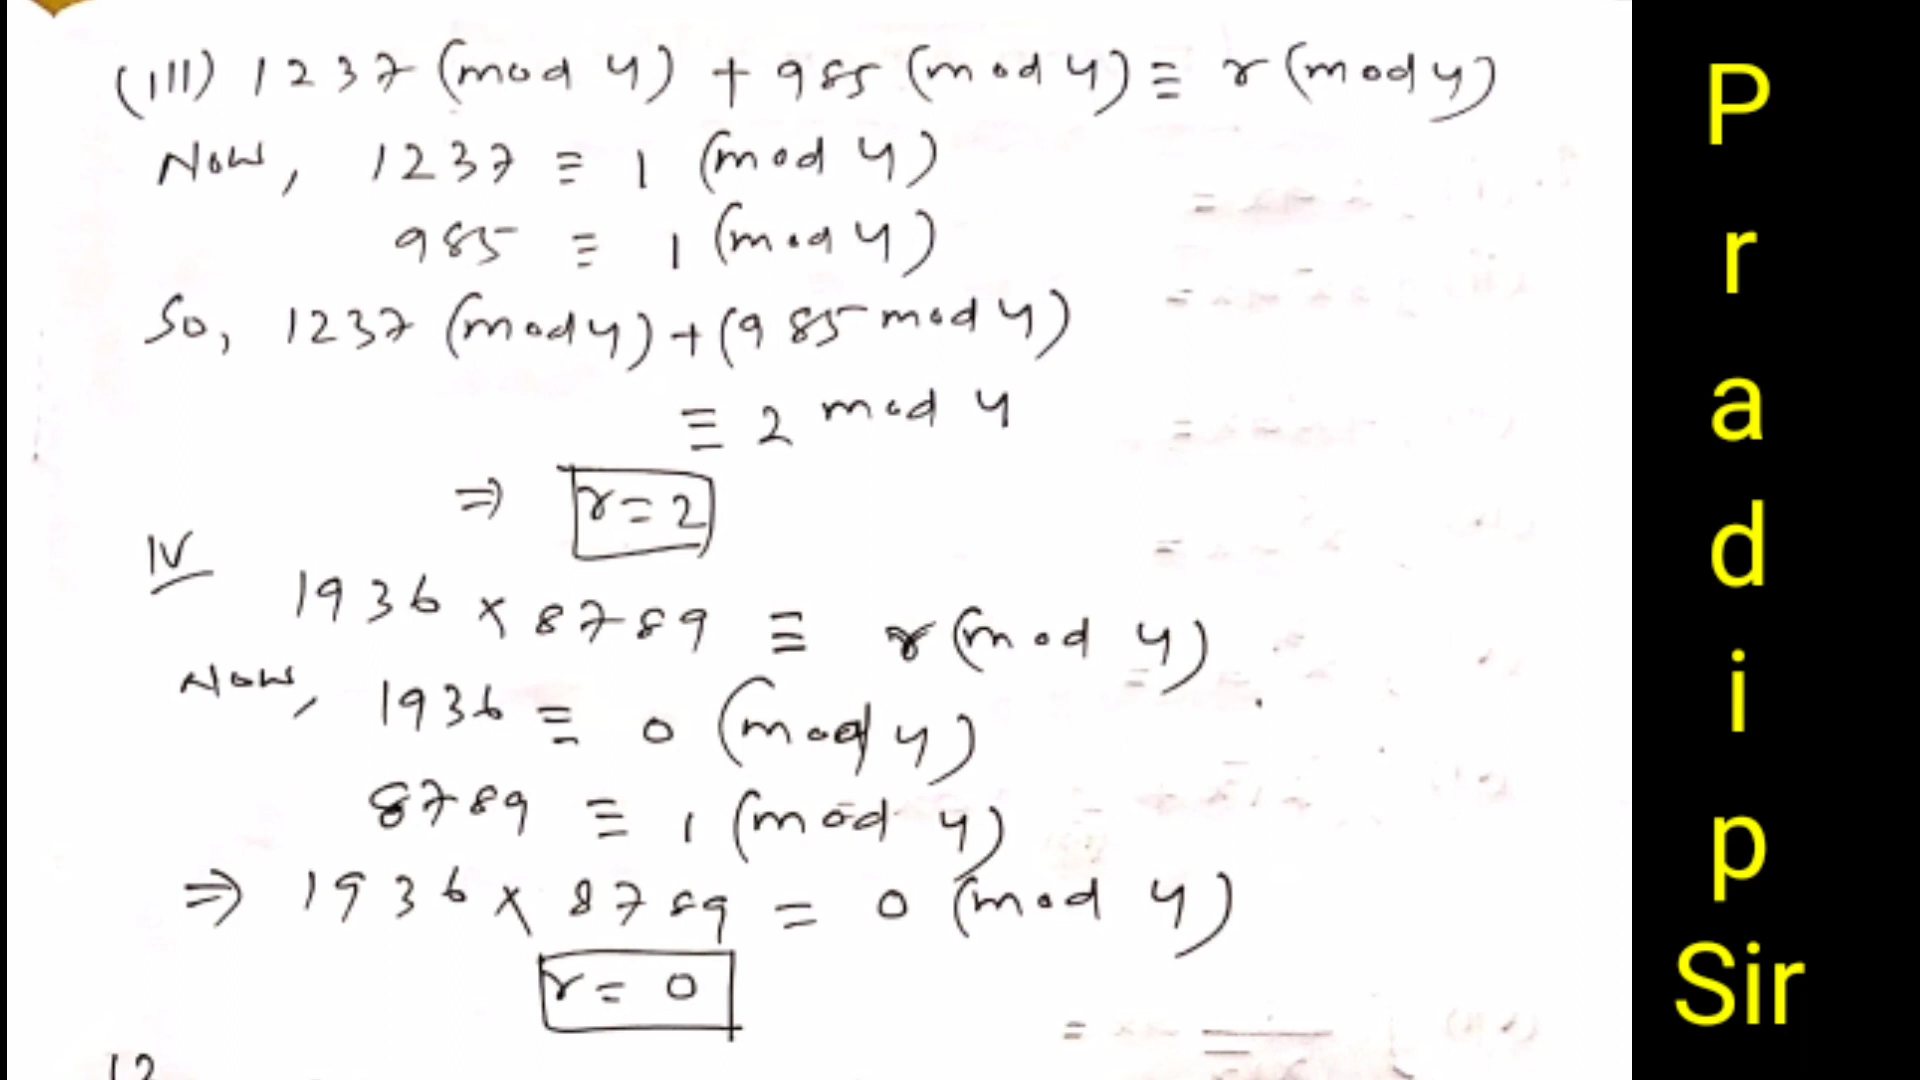 (III) 1237 (mod 4) + 985 (mod 4) ≡ r (mod 4)
Now, 1237 ≡ 1 (mod 4)
985 ≡ 1 (mod 4)
So, 1237 (mod 4) + (985 mod 4)
≡ 2 mod 4
⇒ r = 2
IV
1936 × 8789 ≡ r (mod 4)
Now, 1936 ≡ 0 (mod 4)
8789 ≡ 1 (mod 4)
⇒ 1936 × 8789 = 0 (mod 4)
r = 0
12
P
r
a
d
i
p
Sir